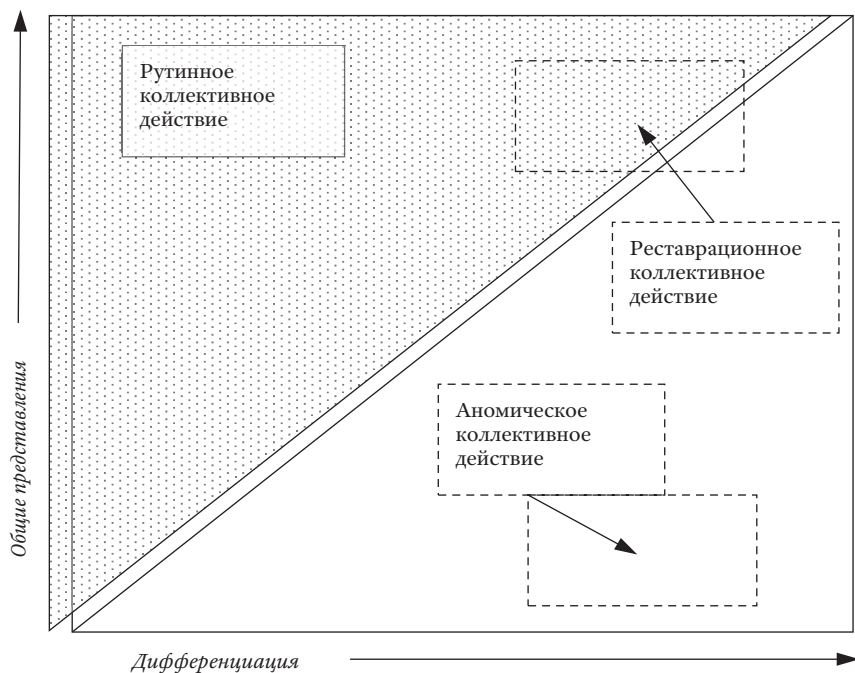 Рутинное
коллективное
действие
Реставрационное
коллективное
действие
Аномическое
коллективное
действие
Общие представления
Дифференциация